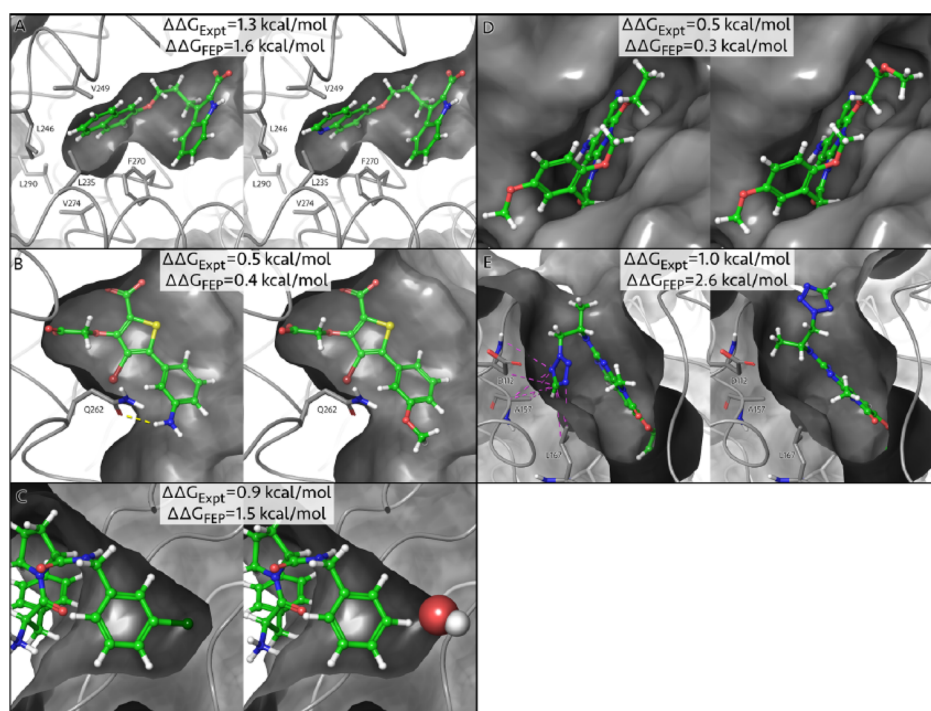 A
ΔΔG_Expt=1.3 kcal/mol
ΔΔG_FEP=1.6 kcal/mol
V249
L246
F270
L290
L235
V274
V249
L246
F270
L290
L235
V274
D
ΔΔG_Expt=0.5 kcal/mol
ΔΔG_FEP=0.3 kcal/mol
B
ΔΔG_Expt=0.5 kcal/mol
ΔΔG_FEP=0.4 kcal/mol
Q262
Q262
E
ΔΔG_Expt=1.0 kcal/mol
ΔΔG_FEP=2.6 kcal/mol
D112
A157
L167
D112
A157
L167
C
ΔΔG_Expt=0.9 kcal/mol
ΔΔG_FEP=1.5 kcal/mol